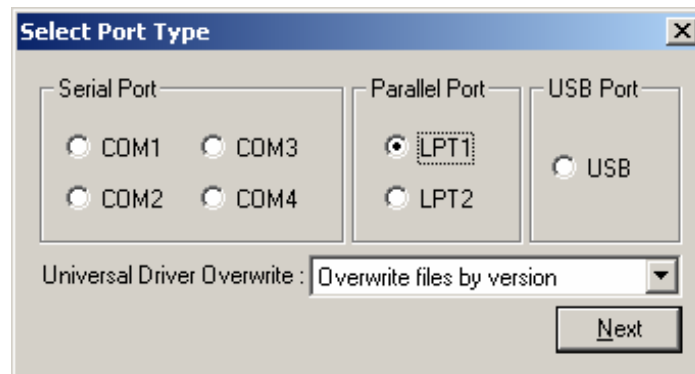 Select Port Type
Serial Port
Parallel Port
USB Port
COM1
COM3
LPT1
USB
COM2
COM4
LPT2
Universal Driver Overwrite :
Overwrite files by version
Next